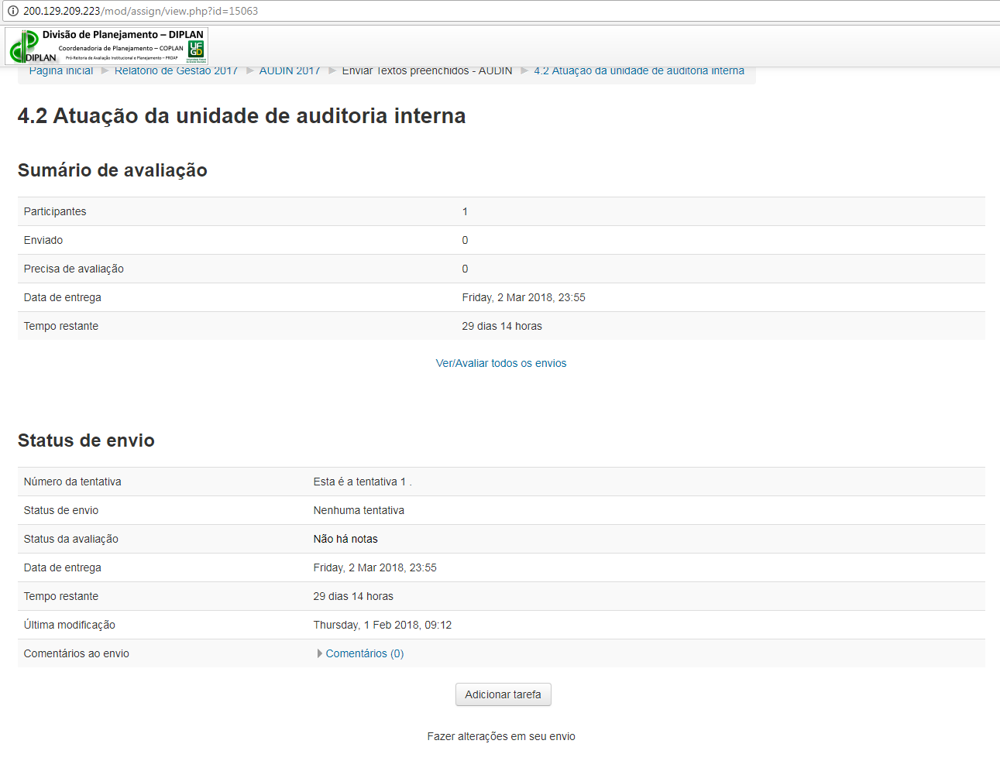 200.129.209.223/mod/assign/view.php?id=15063
Divisão de Planejamento – DIPLAN
Coordenadoria de Planejamento – COPLAN
Pró-Reitoria de Avaliação Institucional e Planejamento – PROAP
DIPLAN
UF
GD
Página inicial ► Relatório de Gestão 2017 ► AUDIN 2017 ► Enviar Textos preenchidos - AUDIN ► 4.2 Atuação da unidade de auditoria interna
4.2 Atuação da unidade de auditoria interna
Sumário de avaliação
Participantes 1
Enviado 0
Precisa de avaliação 0
Data de entrega Friday, 2 Mar 2018, 23:55
Tempo restante 29 dias 14 horas
Ver/Avaliar todos os envios
Status de envio
Número da tentativa Esta é a tentativa 1 .
Status de envio Nenhuma tentativa
Status da avaliação Não há notas
Data de entrega Friday, 2 Mar 2018, 23:55
Tempo restante 29 dias 14 horas
Última modificação Thursday, 1 Feb 2018, 09:12
Comentários ao envio Comentários (0)
Adicionar tarefa
Fazer alterações em seu envio